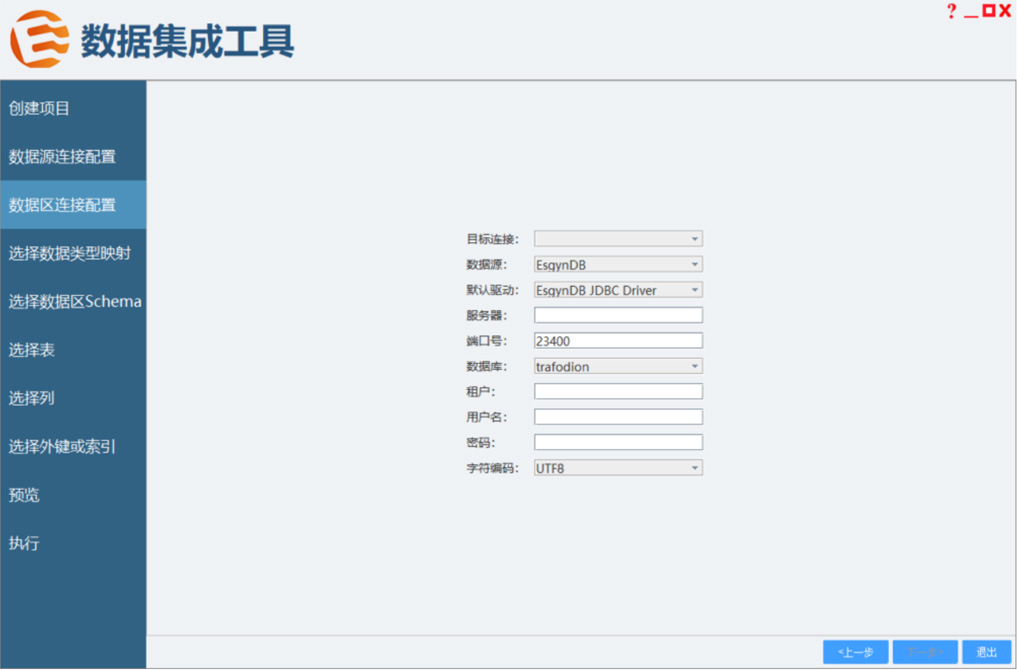 ?
数据集成工具
创建项目
数据源连接配置
数据区连接配置
选择数据类型映射
选择数据区Schema
选择表
选择列
选择外键或索引
预览
执行
目标连接:
数据源: EsgynDB
默认驱动: EsgynDB JDBC Driver
服务器:
端口号: 23400
数据库: trafodion
租户:
用户名:
密码:
字符编码: UTF8
<上一步 下一步> 退出